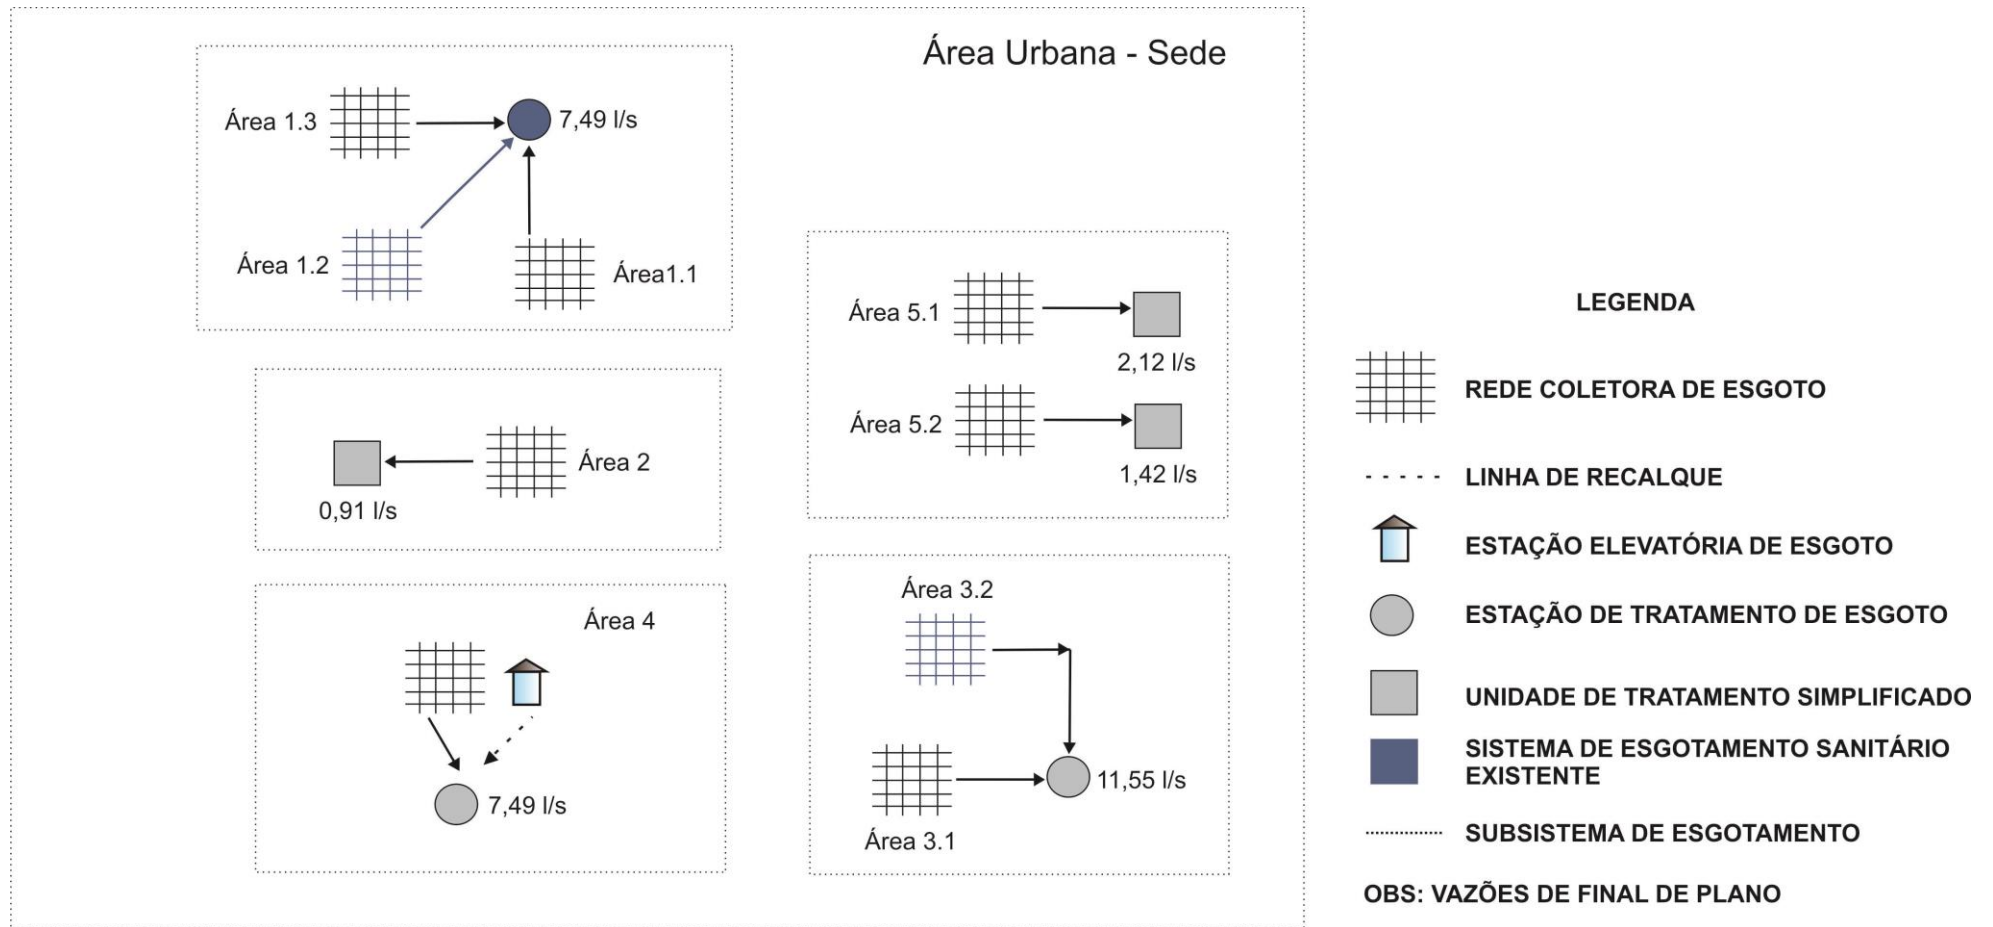 Área Urbana - Sede
Área 1.3
7,49 l/s
Área 1.2
Área1.1
Área 5.1
2,12 l/s
Área 5.2
1,42 l/s
Área 2
0,91 l/s
Área 4
7,49 l/s
Área 3.2
11,55 l/s
Área 3.1
LEGENDA
REDE COLETORA DE ESGOTO
LINHA DE RECALQUE
ESTAÇÃO ELEVATÓRIA DE ESGOTO
ESTAÇÃO DE TRATAMENTO DE ESGOTO
UNIDADE DE TRATAMENTO SIMPLIFICADO
SISTEMA DE ESGOTAMENTO SANITÁRIO
EXISTENTE
SUBSISTEMA DE ESGOTAMENTO
OBS: VAZÕES DE FINAL DE PLANO